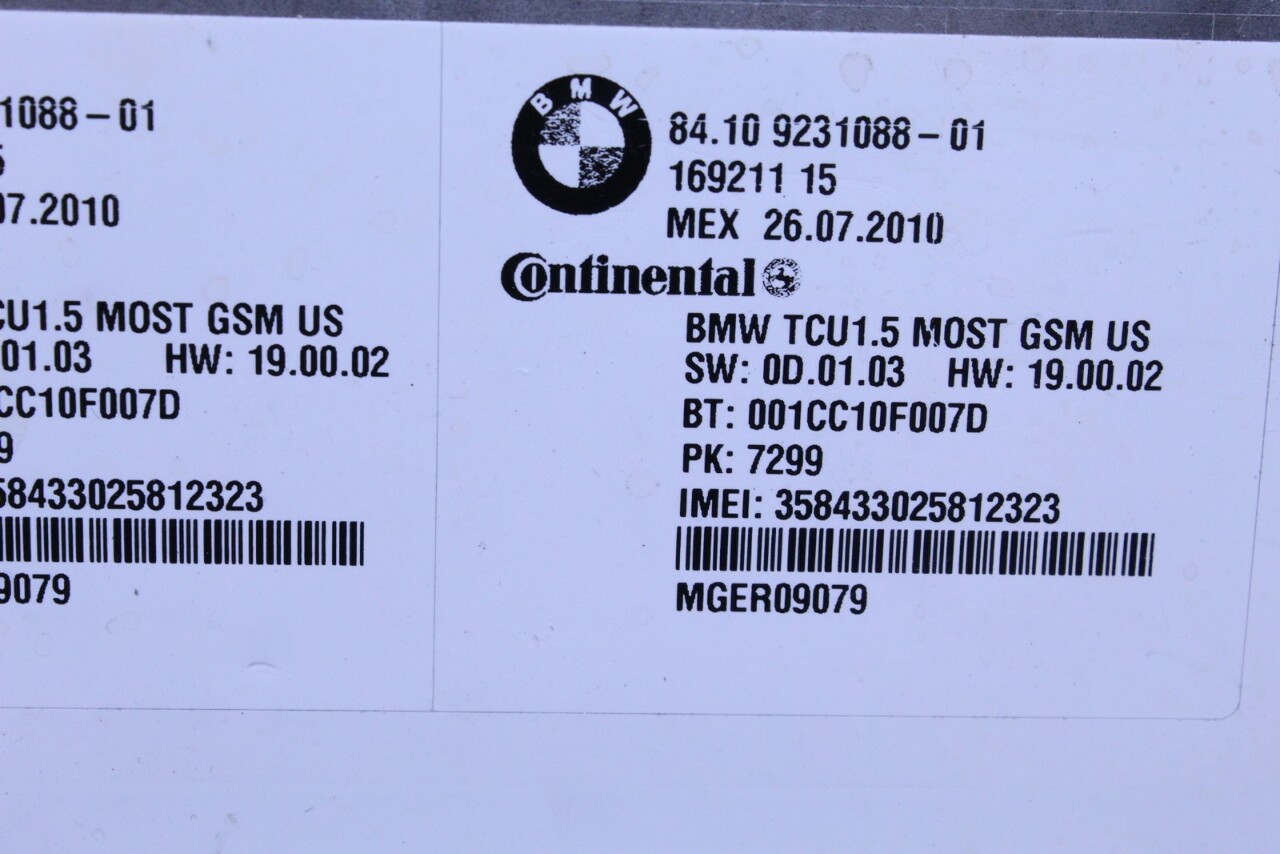 1088-01
5
07.2010
CU1.5 MOST GSM US
.01.03 HW: 19.00.02
CC10F007D
9
58433025812323
9079
BMW
84.10 9231088-01
169211 15
MEX 26.07.2010
Continental
BMW TCU1.5 MOST GSM US
SW: 0D.01.03 HW: 19.00.02
BT: 001CC10F007D
PK: 7299
IMEI: 358433025812323
MGER09079